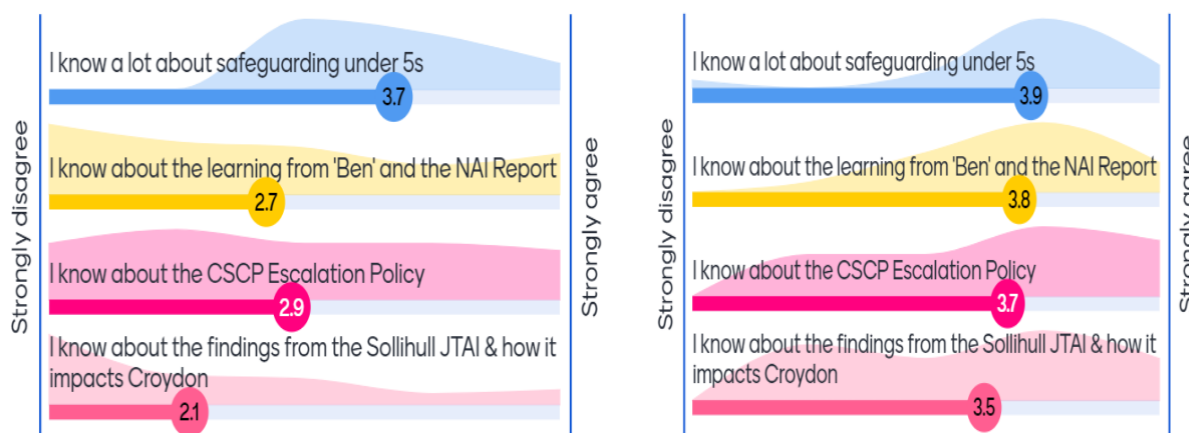 Strongly disagree
I know a lot about safeguarding under 5s
3.7
I know about the learning from 'Ben' and the NAI Report
2.7
I know about the CSCP Escalation Policy
2.9
I know about the findings from the Sollihull JTAI & how it
impacts Croydon
2.1
Strongly agree
Strongly disagree
I know a lot about safeguarding under 5s
3.9
I know about the learning from 'Ben' and the NAI Report
3.8
I know about the CSCP Escalation Policy
3.7
I know about the findings from the Sollihull JTAI & how it
impacts Croydon
3.5
Strongly agree